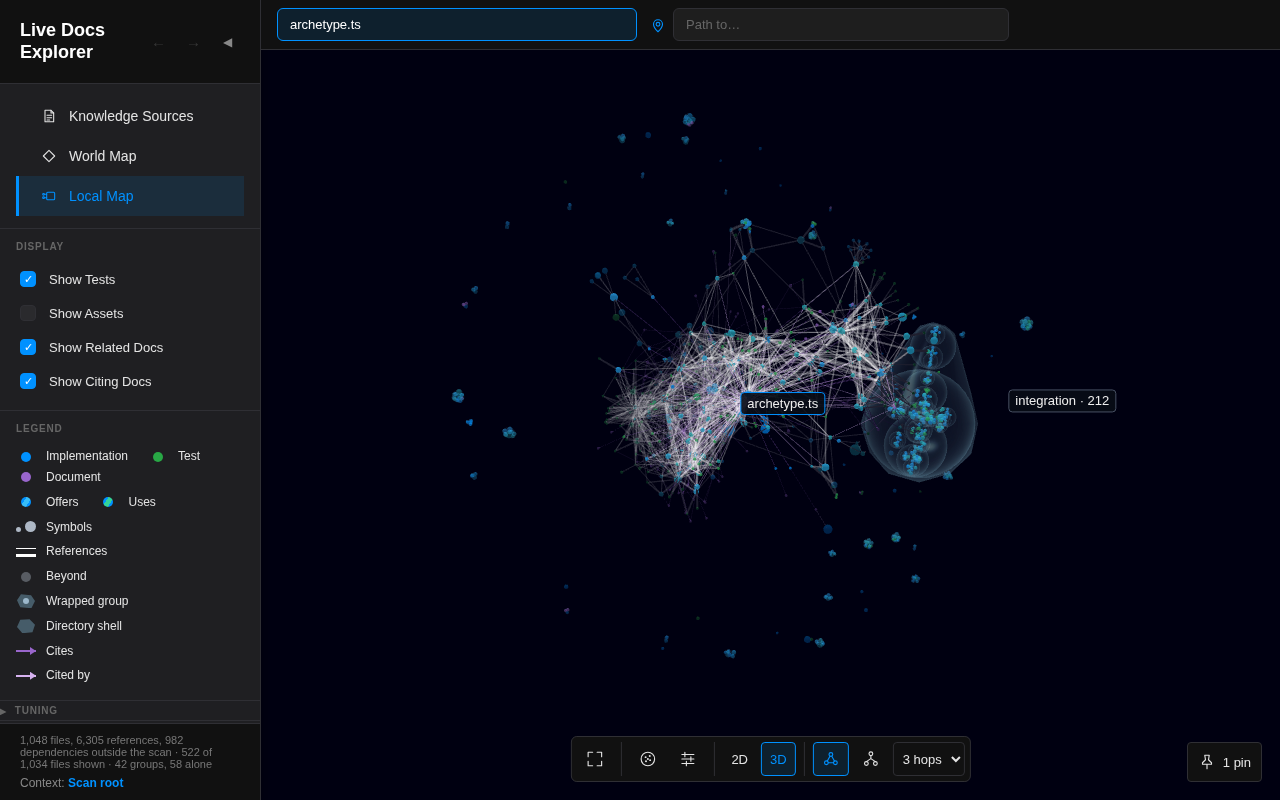 Live Docs
Explorer
archetype.ts
Path to…
Knowledge Sources
World Map
Local Map
DISPLAY
Show Tests
Show Assets
Show Related Docs
Show Citing Docs
LEGEND
Implementation Test
Document
Offers Uses
Symbols
References
Beyond
Wrapped group
Directory shell
Cites
Cited by
TUNING
1,048 files, 6,305 references, 982
dependencies outside the scan · 522 of
1,034 files shown · 42 groups, 58 alone
Context: Scan root
archetype.ts
integration · 212
2D 3D 3 hops
1 pin